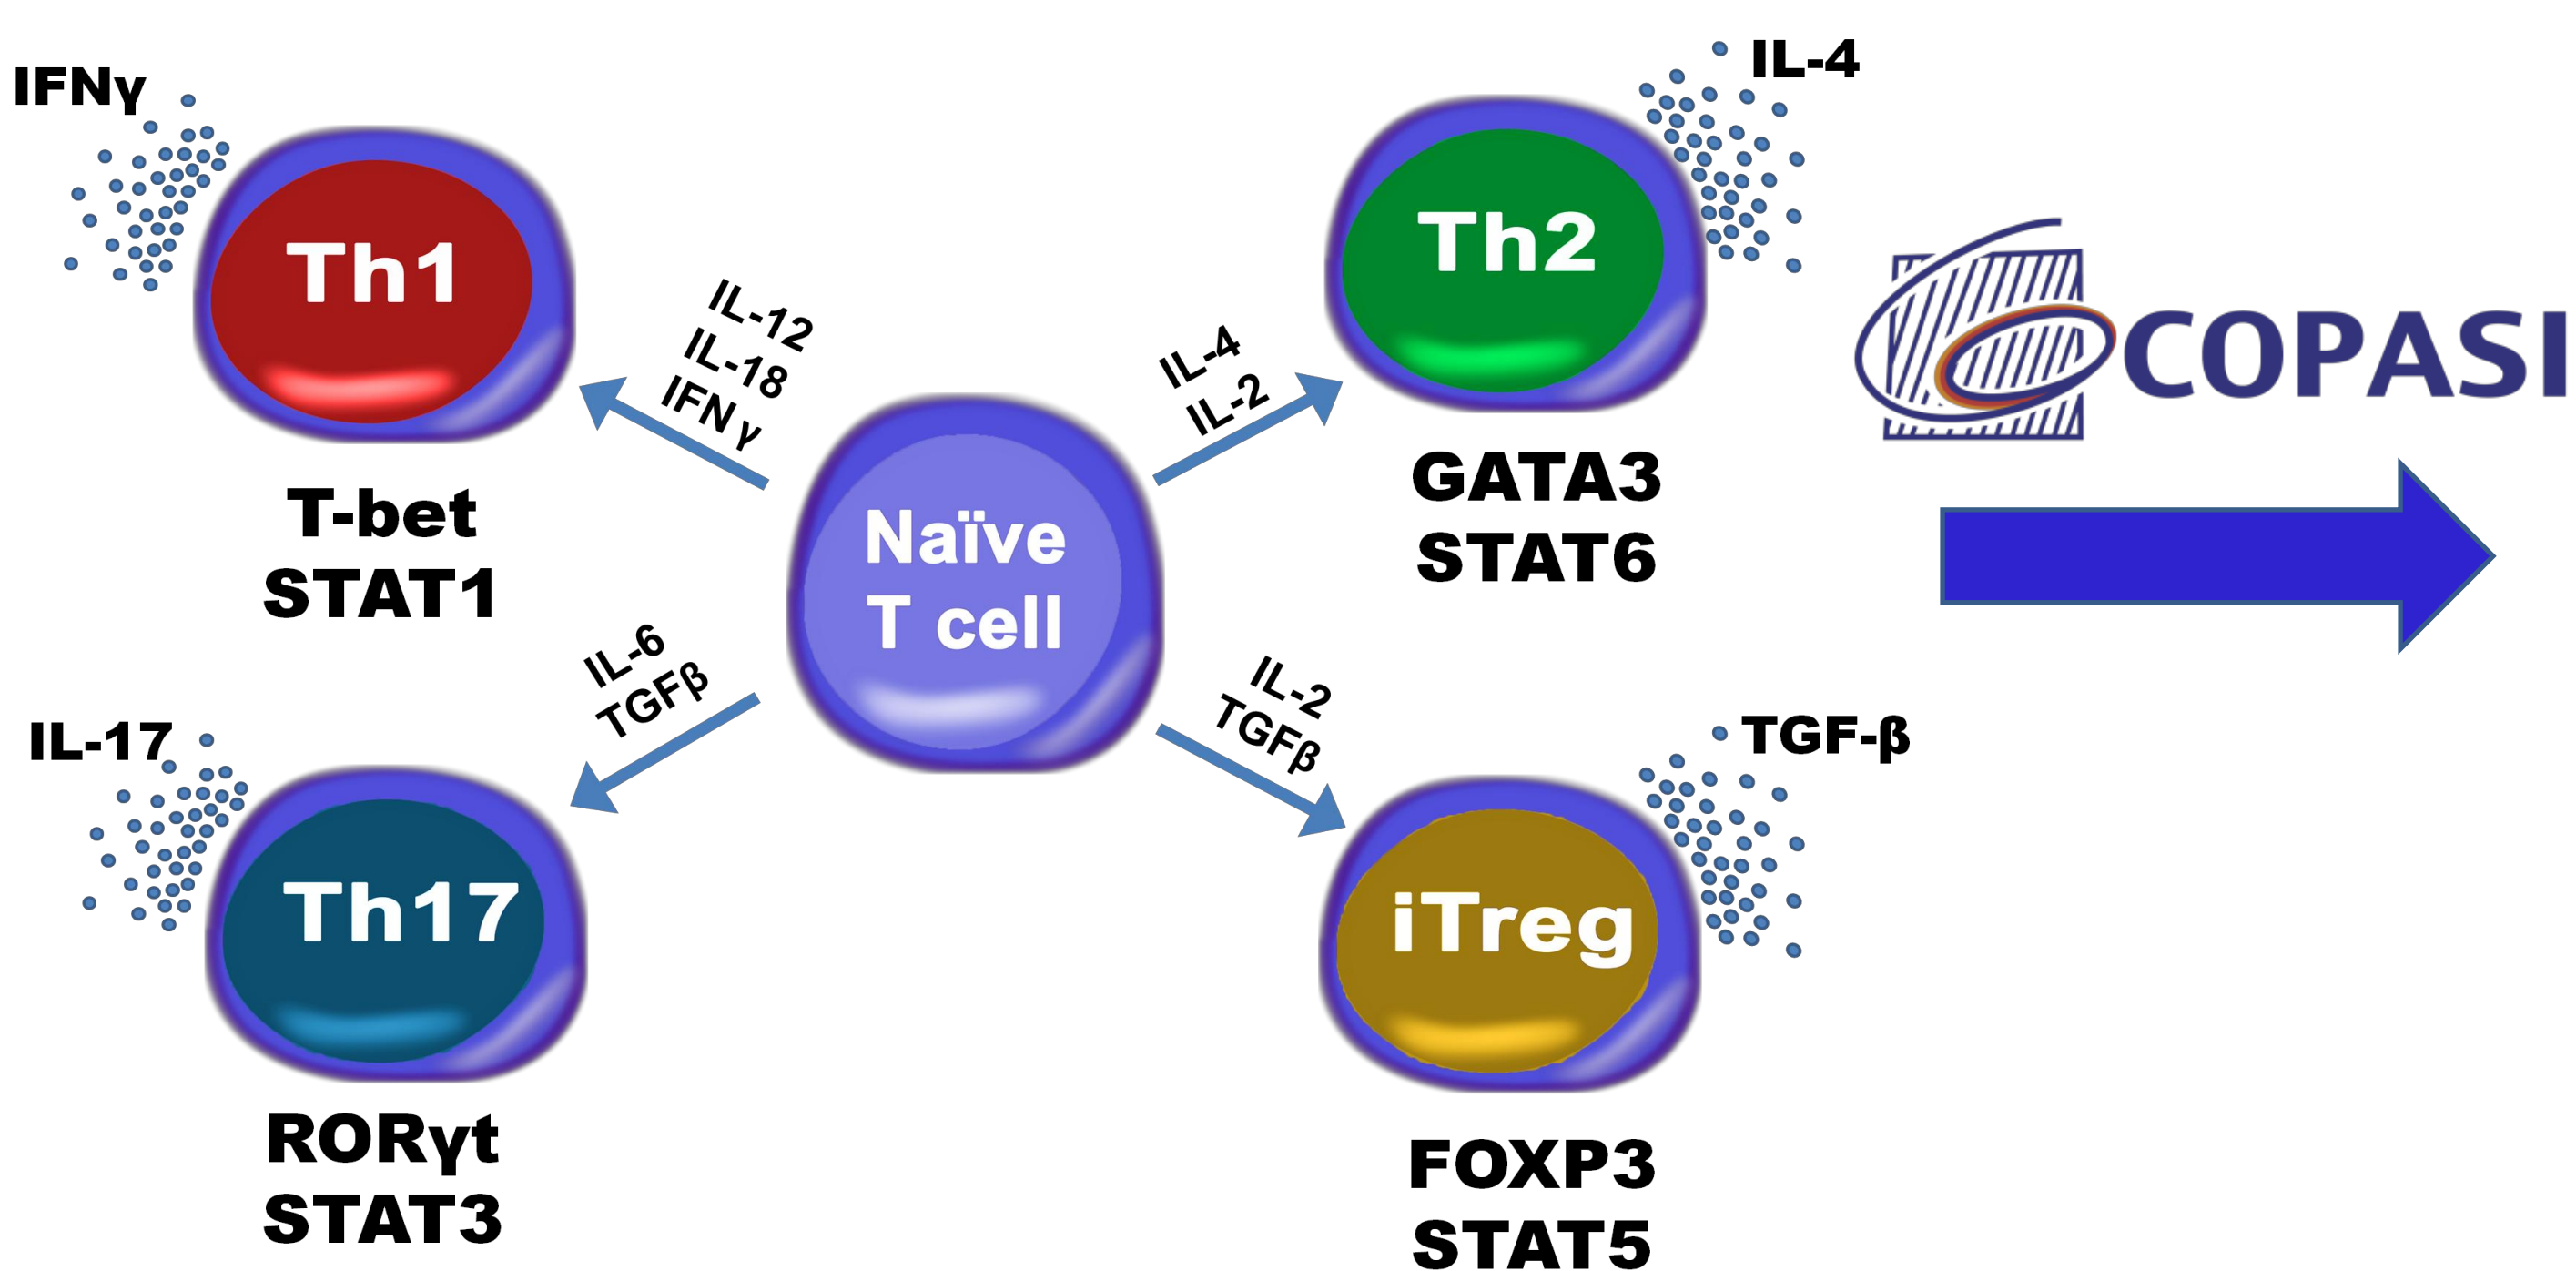 IFNγ
Th1
T-bet
STAT1
IL-12
IL-18
IFN γ
IL-4
IL-2
IL-4
Th2
GATA3
STAT6
COPASI
Naïve
T cell
IL-6
TGFβ
IL-17
Th17
RORγt
STAT3
IL-2
TGFβ
TGF-β
iTreg
FOXP3
STAT5